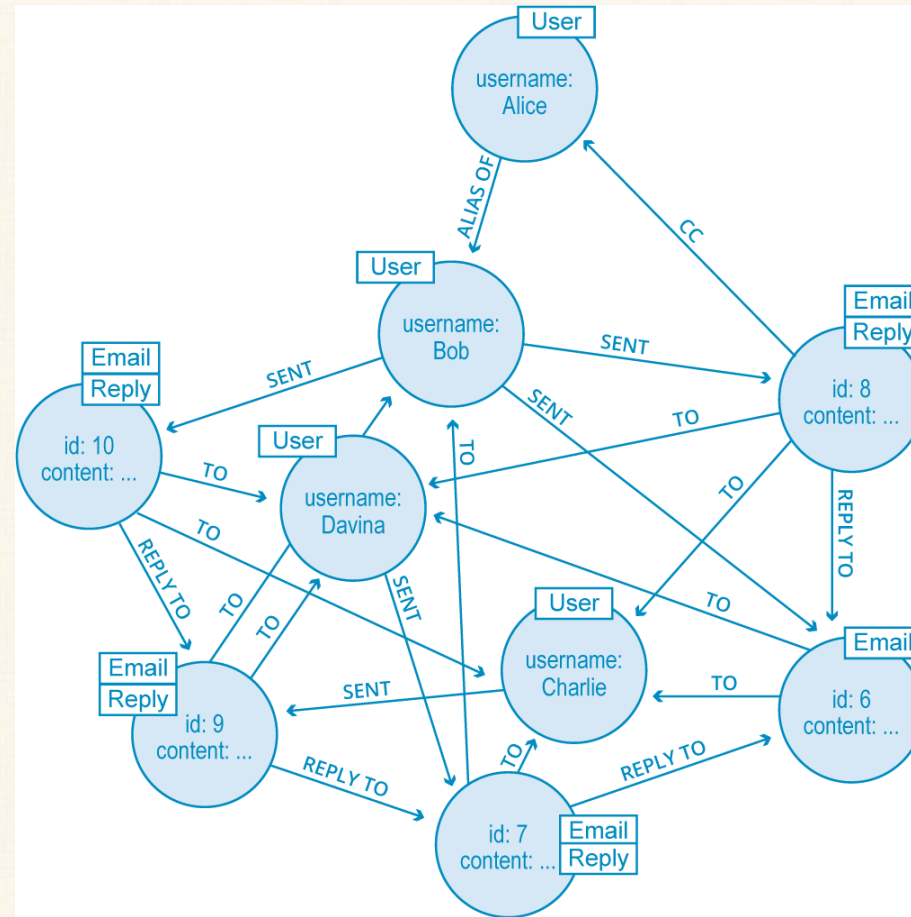 User
username:
Alice
ALIAS OF
CC
User
username:
Bob
SENT
SENT
SENT
Email
Reply
id: 8
content: ...
Email
Reply
id: 10
content: ...
TO
User
username:
Davina
TO
TO
TO
TO
REPLY TO
REPLY TO
TO
TO
SENT
TO
User
username:
Charlie
TO
Email
id: 6
content: ...
Email
Reply
id: 9
content: ...
SENT
REPLY TO
TO
REPLY TO
id: 7
content: ...
Email
Reply